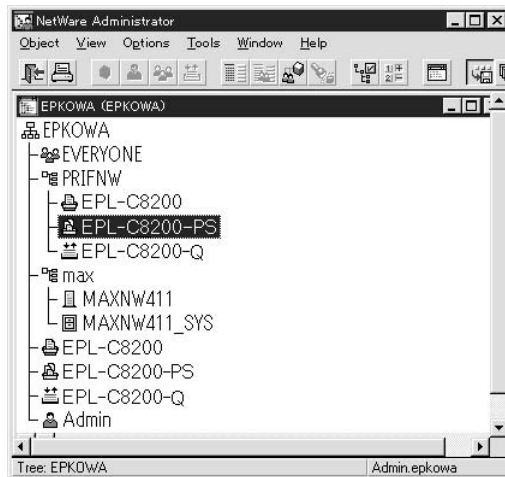 NetWare Administrator
Object View Options Tools Window Help
EPKOWA (EPKOWA)
EPKOWA
EVERYONE
PRIFNW
EPL-C8200
EPL-C8200-PS
EPL-C8200-Q
max
MAXNW411
MAXNW411_SYS
EPL-C8200
EPL-C8200-PS
EPL-C8200-Q
Admin
Tree: EPKOWA Admin.epkowa